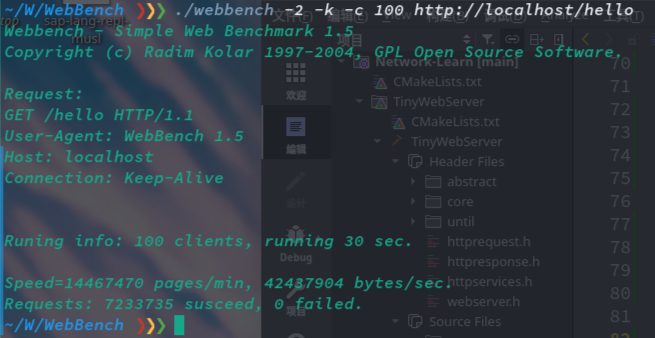 ~/W/WebBench ❯❯❯ ./webbench -2 -k -c 100 http://localhost/hello
Webbench - Simple Web Benchmark 1.5
Copyright (c) Radim Kolar 1997-2004, GPL Open Source Software.
Request:
GET /hello HTTP/1.1
User-Agent: WebBench 1.5
Host: localhost
Connection: Keep-Alive
Runing info: 100 clients, running 30 sec.
Speed=14467470 pages/min, 42437904 bytes/sec.
Requests: 7233735 susceed, 0 failed.
~/W/WebBench ❯❯❯
sap-lang-repl
musl
项目
欢迎
编辑
Debug
项目
Network-Learn [main]
CMakeLists.txt
TinyWebServer
CMakeLists.txt
TinyWebServer
Header Files
abstract
core
until
httprequest.h
httpresponse.h
httpservices.h
webserver.h
Source Files
70
71
72
73
74
75
76
77
78
79
80
81